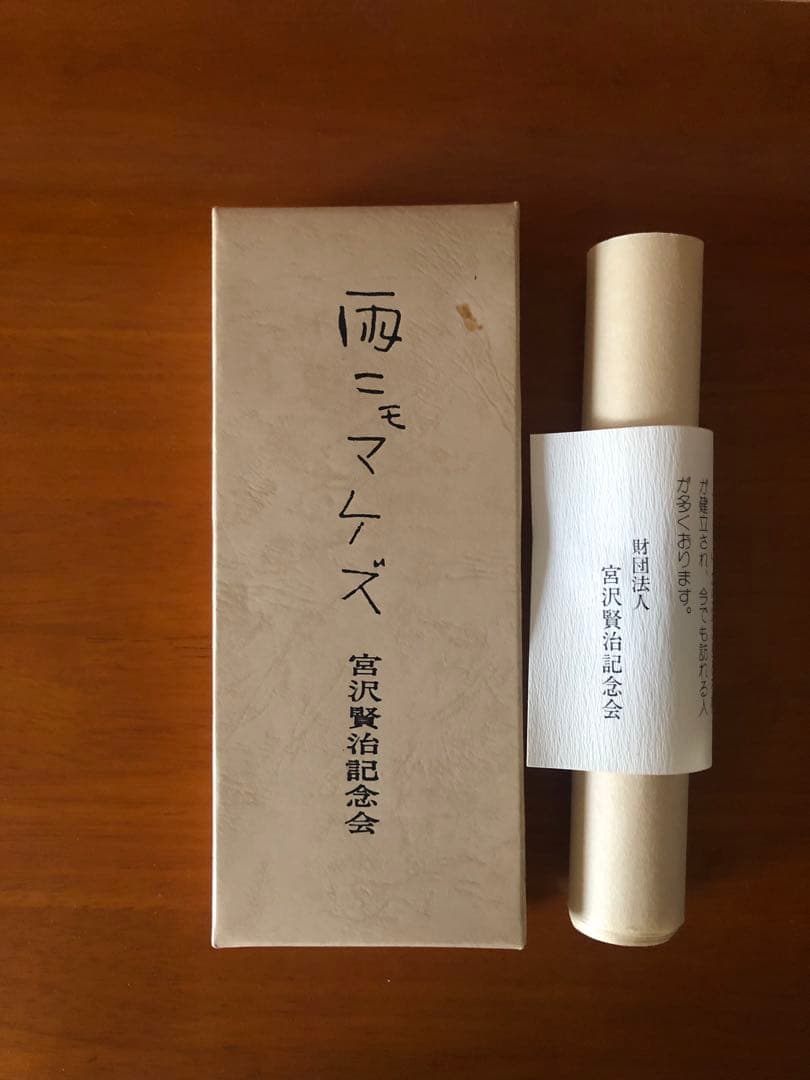 雨ニモマケズ
宮沢賢治記念会
が建立され、今でも訪れる人
が多くおります。
財団法人
宮沢賢治記念会